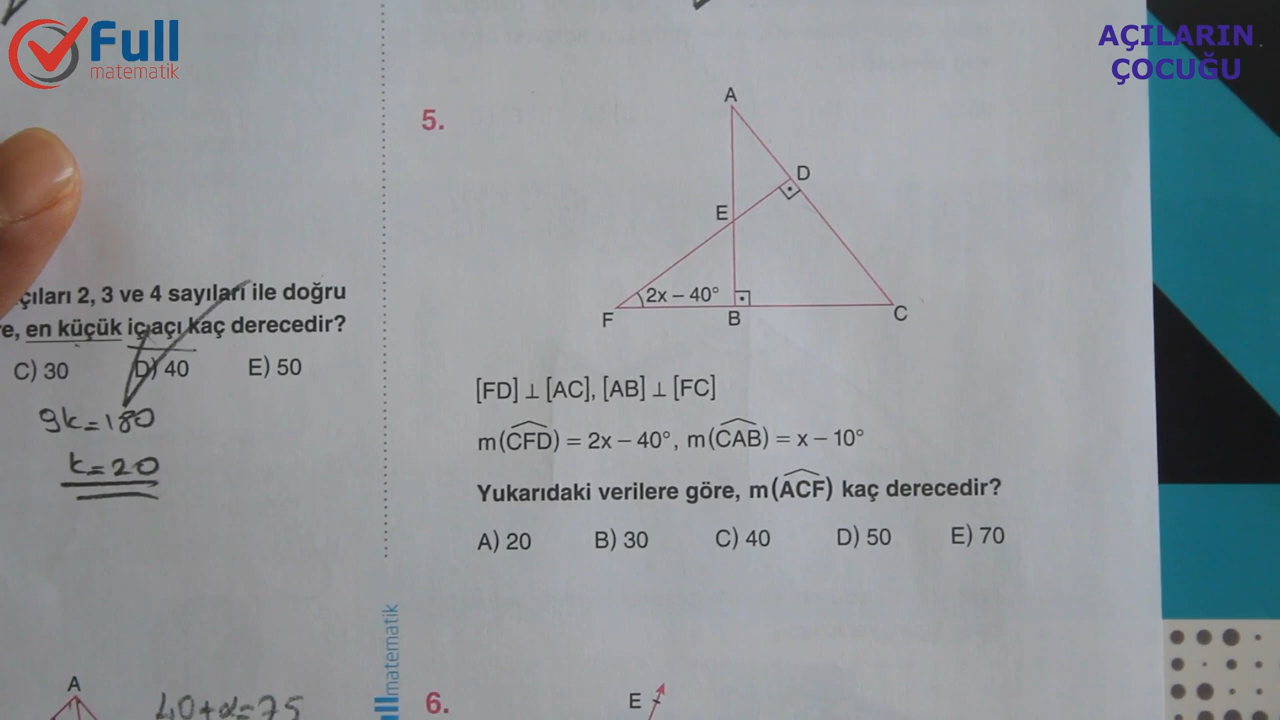 Full
matematik
AÇILARIN
ÇOCUĞU
çıları 2, 3 ve 4 sayıları ile doğru
re, en küçük iç açı kaç derecedir?
C) 30 D) 40 E) 50
9k=180
k=20
A
40+α=75
5.
A
D
E
2x – 40°
F B C
[FD] ⊥ [AC], [AB] ⊥ [FC]
m(CFD) = 2x – 40°, m(CAB) = x – 10°
Yukarıdaki verilere göre, m(ACF) kaç derecedir?
A) 20 B) 30 C) 40 D) 50 E) 70
matematik
6.
E